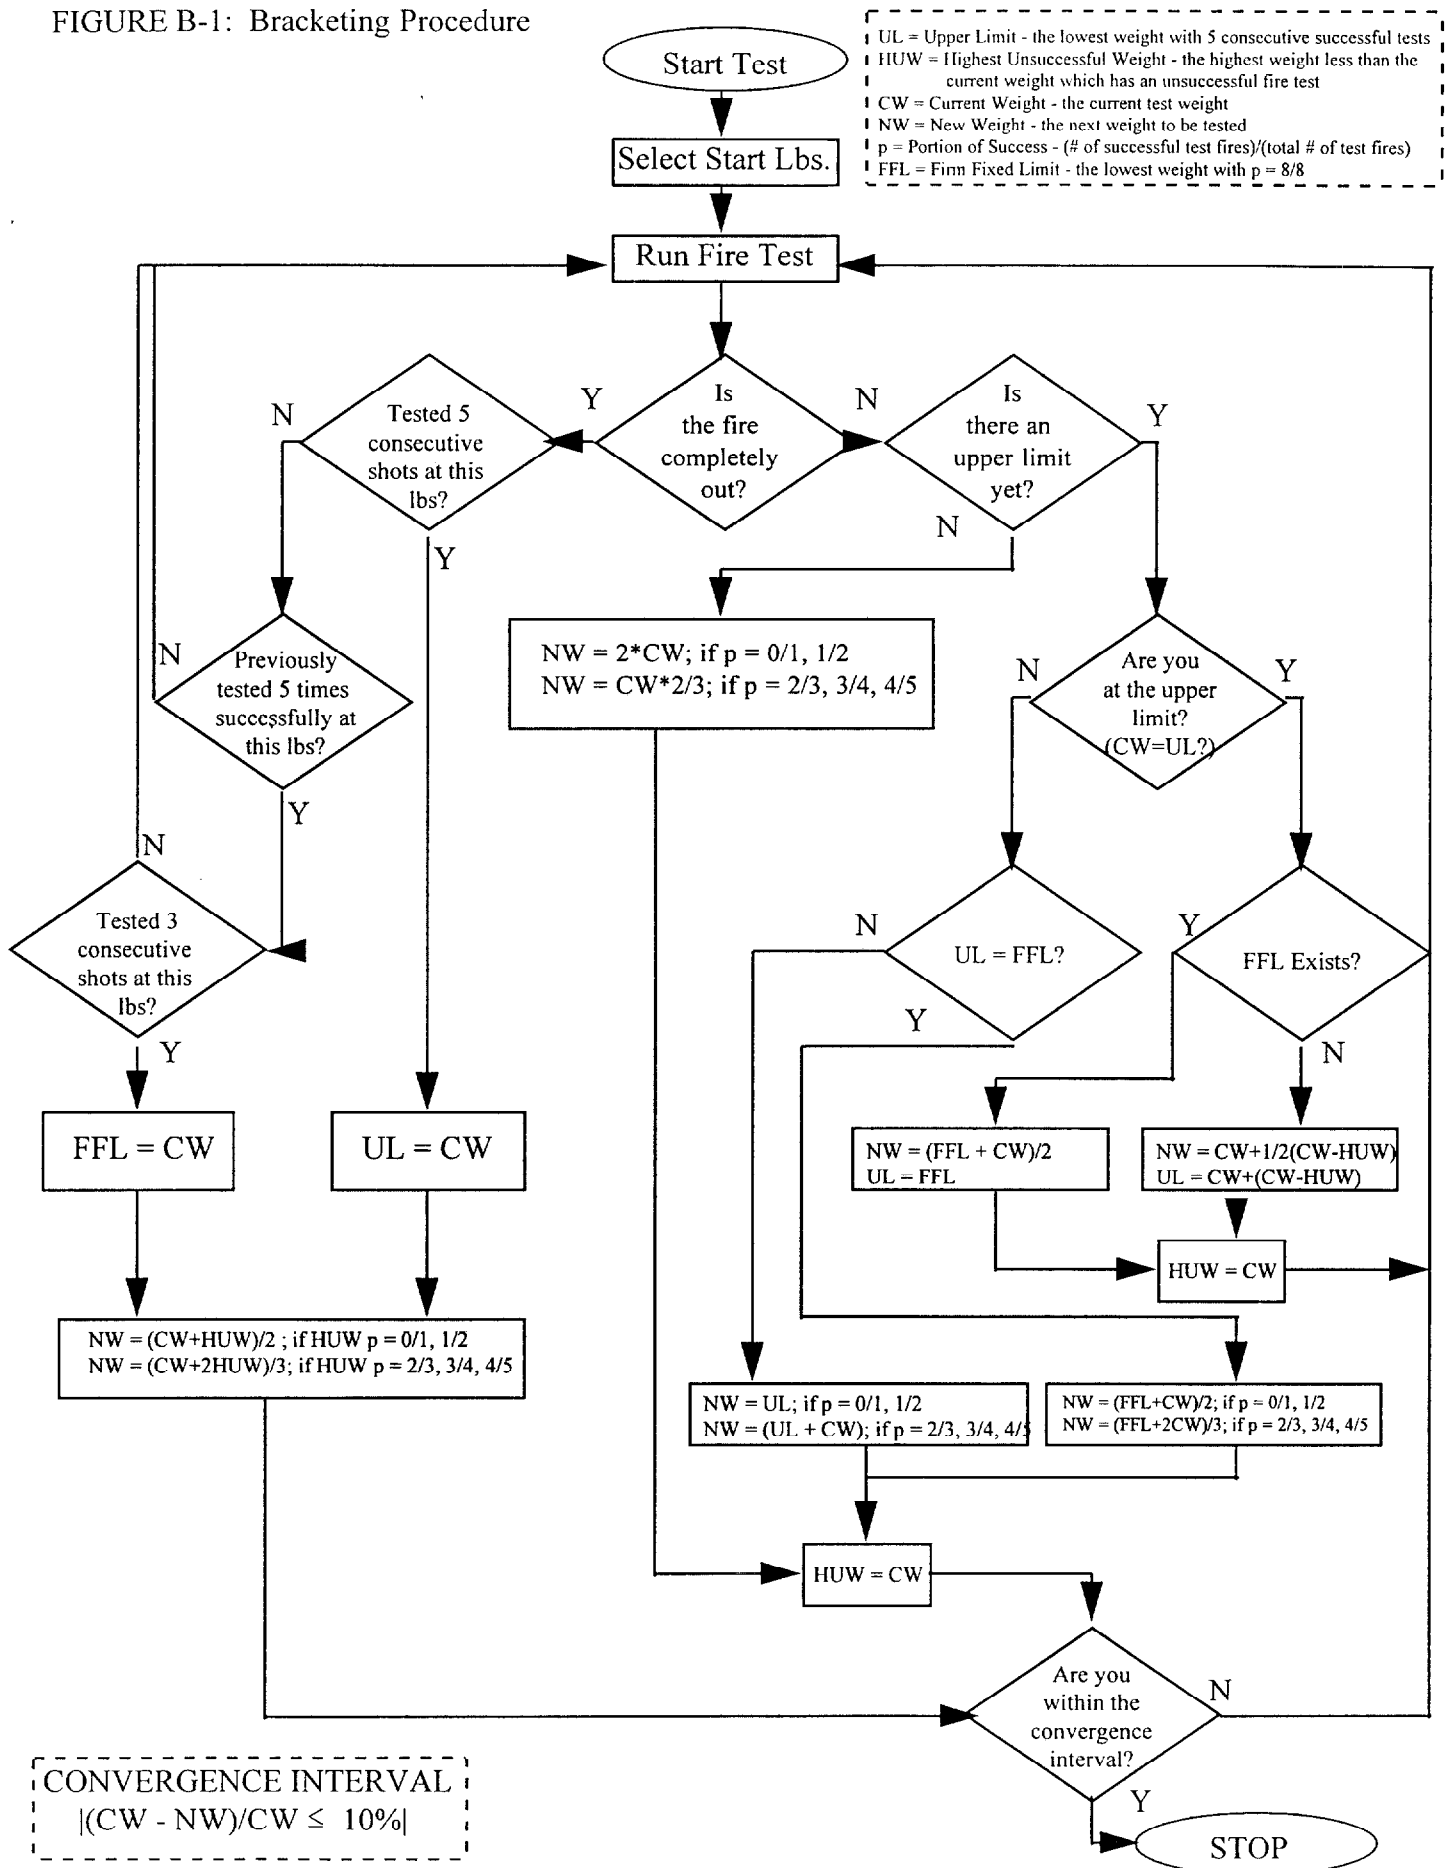 FIGURE B-1: Bracketing Procedure
UL = Upper Limit - the lowest weight with 5 consecutive successful tests
HUW = Highest Unsuccessful Weight - the highest weight less than the
current weight which has an unsuccessful fire test
CW = Current Weight - the current test weight
NW = New Weight - the next weight to be tested
p = Portion of Success - (# of successful test fires)/(total # of test fires)
FFL = Firm Fixed Limit - the lowest weight with p = 8/8
Start Test
Select Start Lbs.
Run Fire Test
Is
the fire
completely
out?
Y
N
Tested 5
consecutive
shots at this
lbs?
N
Y
Is
there an
upper limit
yet?
Y
N
Previously
tested 5 times
successfully at
this lbs?
N
Y
NW = 2*CW; if p = 0/1, 1/2
NW = CW*2/3; if p = 2/3, 3/4, 4/5
Are you
at the upper
limit?
(CW=UL?)
N
Y
Tested 3
consecutive
shots at this
lbs?
N
Y
UL = FFL?
N
Y
FFL Exists?
Y
N
FFL = CW
UL = CW
NW = (FFL + CW)/2
UL = FFL
NW = CW+1/2(CW-HUW)
UL = CW+(CW-HUW)
HUW = CW
NW = (CW+HUW)/2 ; if HUW p = 0/1, 1/2
NW = (CW+2HUW)/3; if HUW p = 2/3, 3/4, 4/5
NW = UL; if p = 0/1, 1/2
NW = (UL + CW); if p = 2/3, 3/4, 4/5
NW = (FFL+CW)/2; if p = 0/1, 1/2
NW = (FFL+2CW)/3; if p = 2/3, 3/4, 4/5
HUW = CW
Are you
within the
convergence
interval?
N
Y
STOP
CONVERGENCE INTERVAL
|(CW - NW)/CW ≤ 10%|